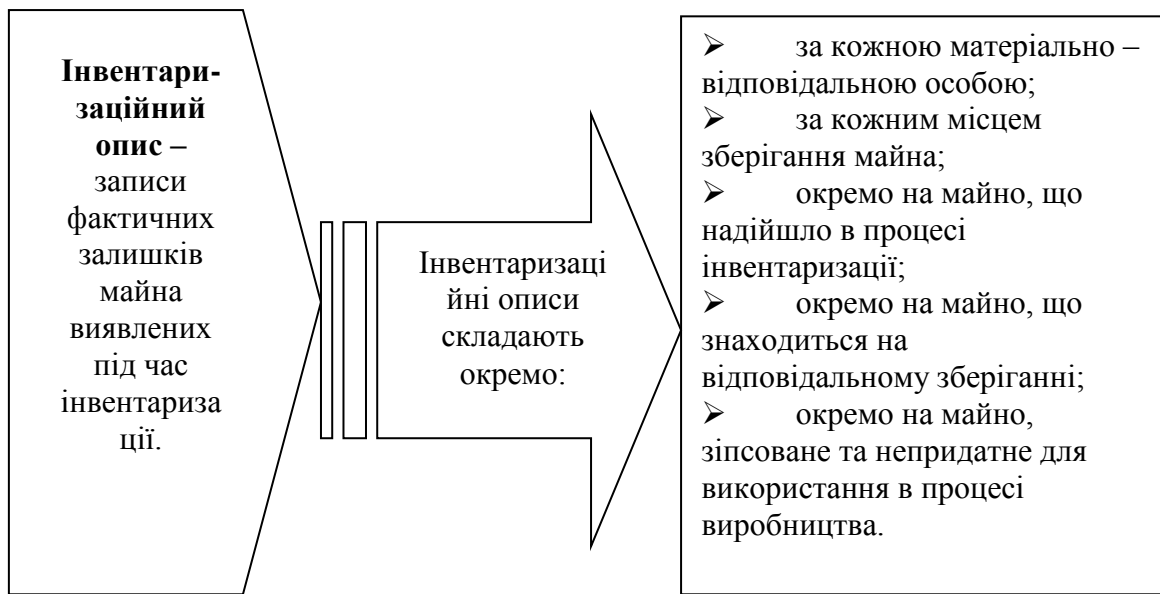 Інвентари-
заційний
опис –
записи
фактичних
залишків
майна
виявлених
під час
інвентариза
ції.
Інвентаризаці
йні описи
складають
окремо:
➢ за кожною матеріально –
відповідальною особою;
➢ за кожним місцем
зберігання майна;
➢ окремо на майно, що
надійшло в процесі
інвентаризації;
➢ окремо на майно, що
знаходиться на
відповідальному зберіганні;
➢ окремо на майно,
зіпсоване та непридатне для
використання в процесі
виробництва.